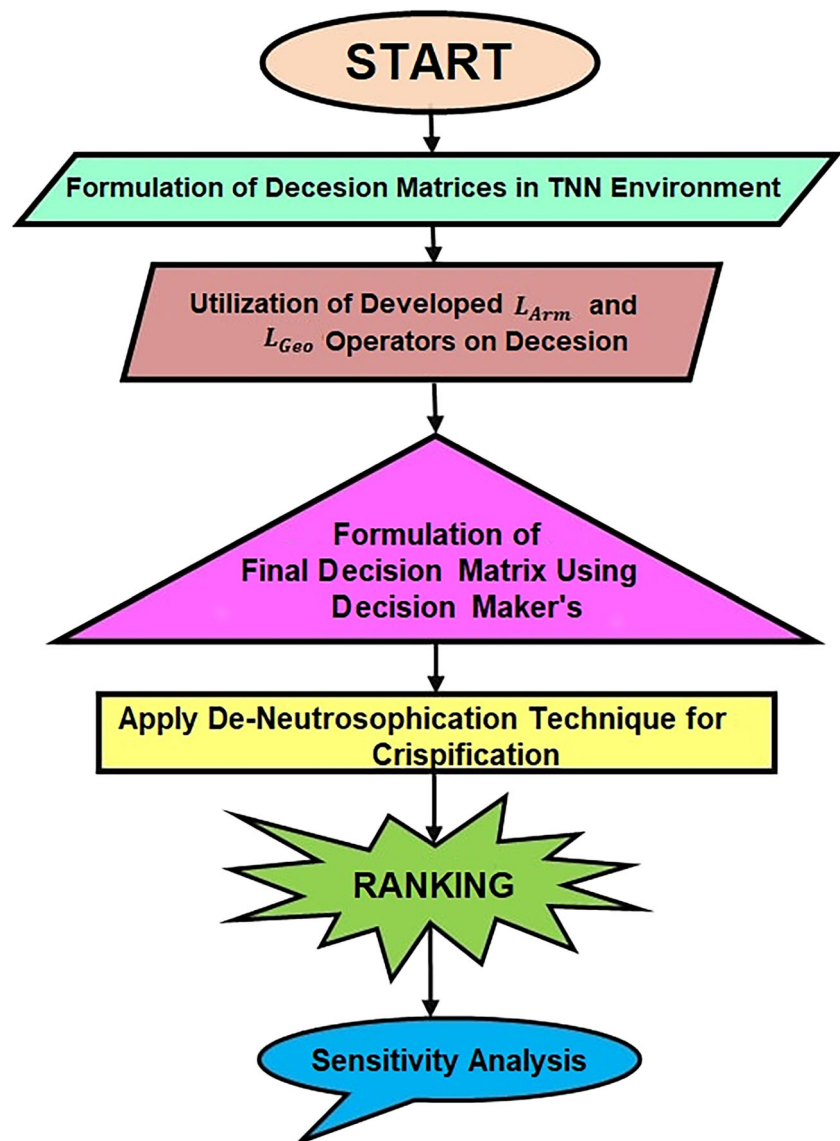 START
Formulation of Decesion Matrices in TNN Environment
Utilization of Developed L_Arm and
L_Geo Operators on Decesion
Formulation of
Final Decision Matrix Using
Decision Maker's
Apply De-Neutrosophication Technique for
Crispification
RANKING
Sensitivity Analysis